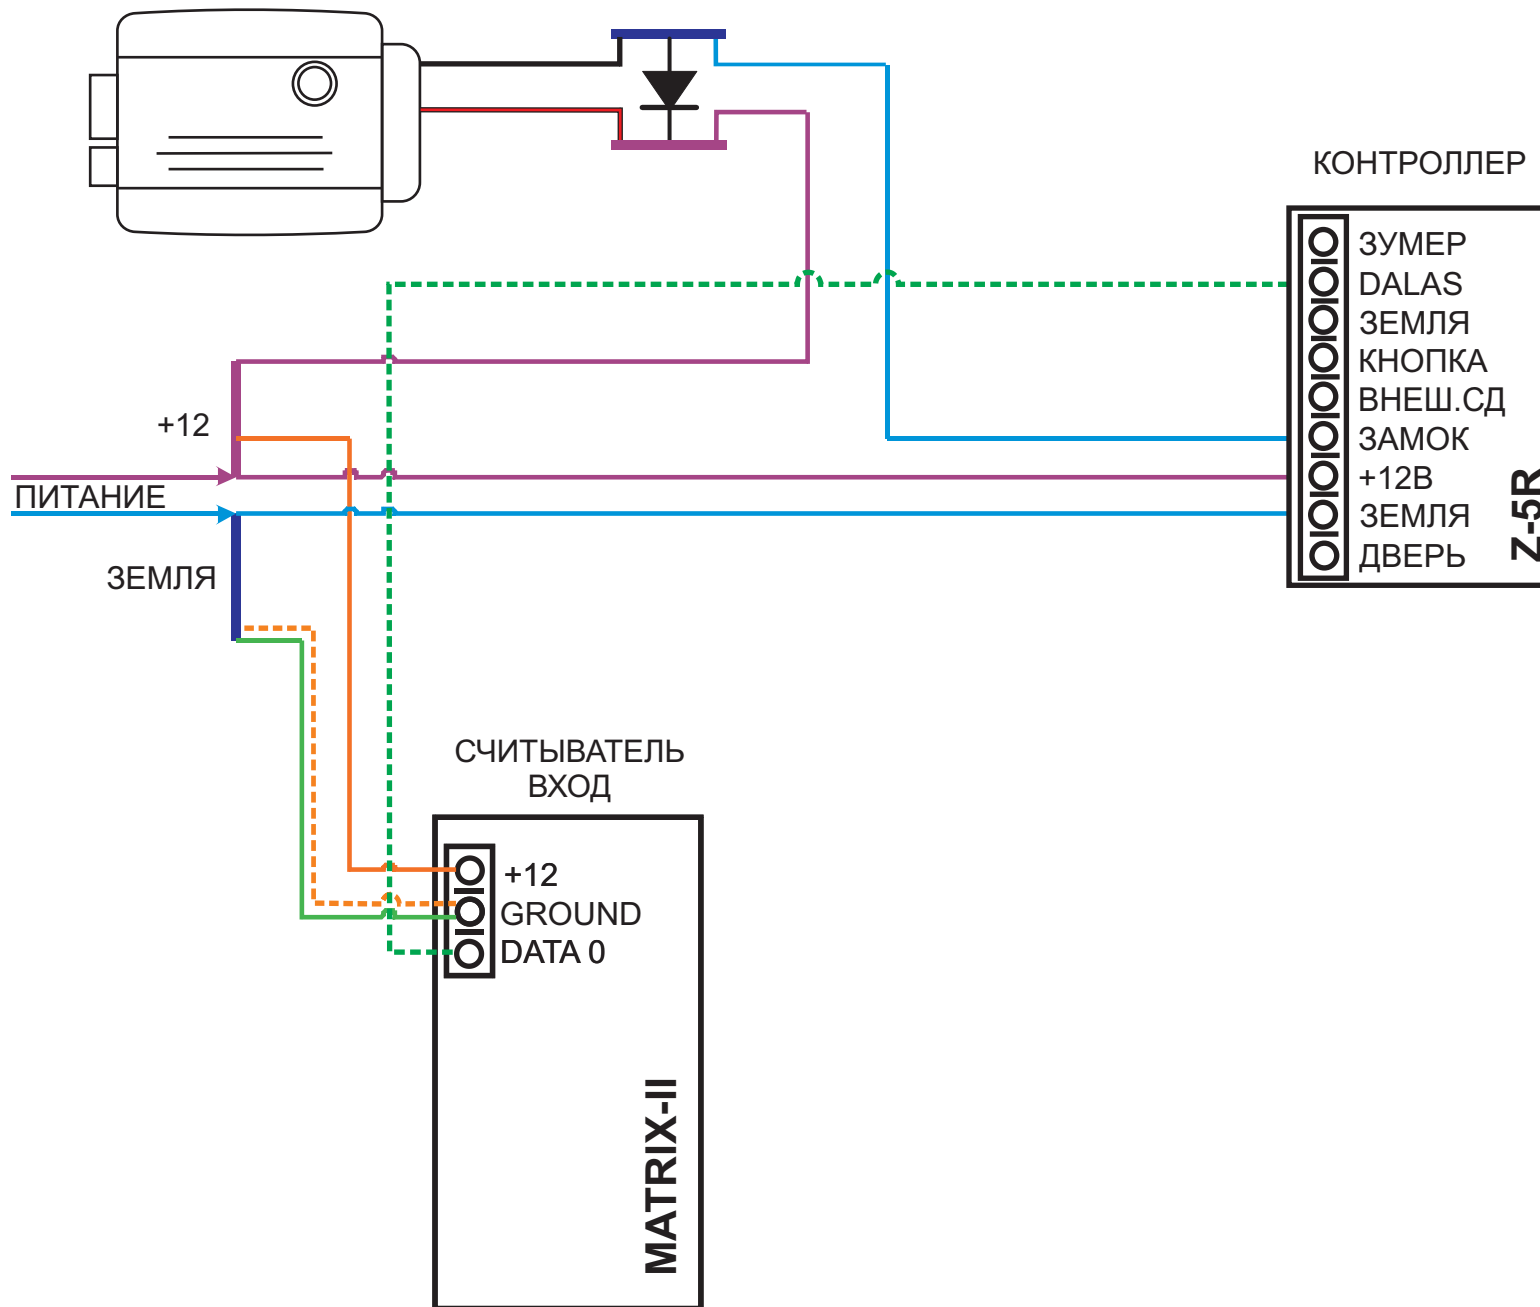 КОНТРОЛЛЕР
ЗУМЕР
DALAS
ЗЕМЛЯ
КНОПКА
ВНЕШ.СД
ЗАМОК
+12В
ЗЕМЛЯ
ДВЕРЬ
Z-5R
+12
ПИТАНИЕ
ЗЕМЛЯ
СЧИТЫВАТЕЛЬ
ВХОД
+12
GROUND
DATA 0
MATRIX-II